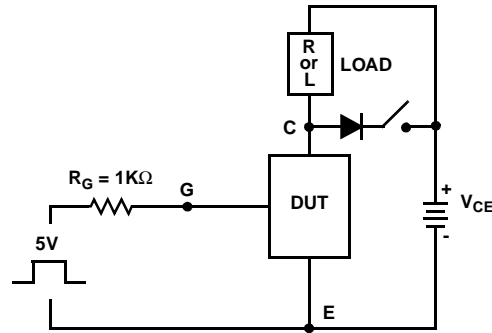 R
or
L
LOAD
C
R_G = 1KΩ
G
DUT
+
V_CE
-
5V
E